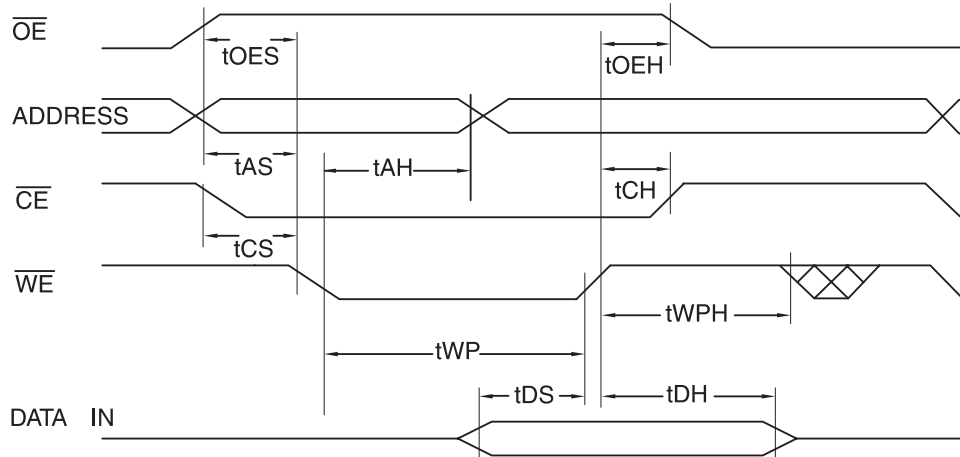 OE
tOES
tOEH
ADDRESS
tAS
tAH
tCH
CE
tCS
WE
tWPH
tWP
tDS
tDH
DATA IN